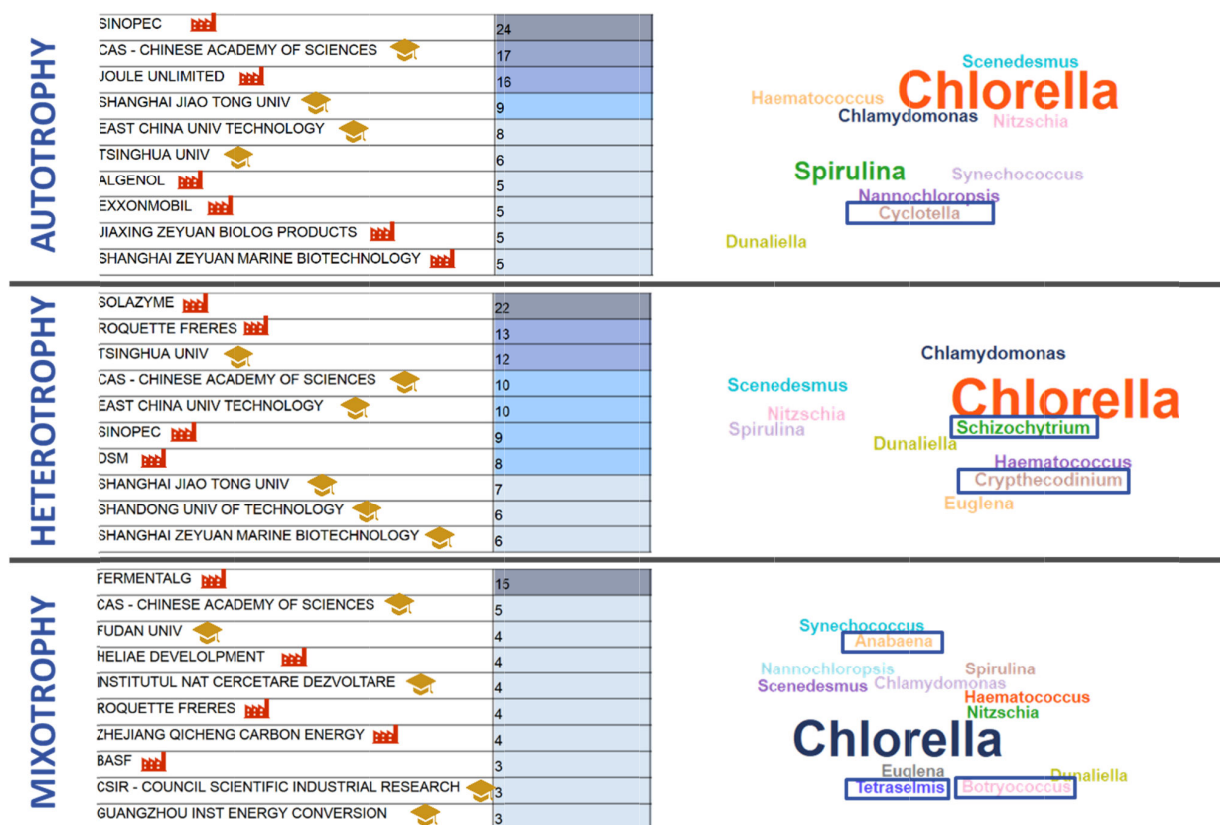 AUTOTROPHY
SINOPEC 24
CAS - CHINESE ACADEMY OF SCIENCES 17
JOULE UNLIMITED 16
SHANGHAI JIAO TONG UNIV 9
EAST CHINA UNIV TECHNOLOGY 8
TSINGHUA UNIV 6
ALGENOL 5
EXXONMOBIL 5
JIAXING ZEYUAN BIOLOG PRODUCTS 5
SHANGHAI ZEYUAN MARINE BIOTECHNOLOGY 5
Scenedesmus
Chlorella
Haematococcus
Chlamydomonas
Nitzschia
Spirulina
Synechococcus
Nannochloropsis
Cyclotella
Dunaliella
HETEROTROPHY
SOLAZYME 22
ROQUETTE FRERES 13
TSINGHUA UNIV 12
CAS - CHINESE ACADEMY OF SCIENCES 10
EAST CHINA UNIV TECHNOLOGY 10
SINOPEC 9
DSM 8
SHANGHAI JIAO TONG UNIV 7
SHANDONG UNIV OF TECHNOLOGY 6
SHANGHAI ZEYUAN MARINE BIOTECHNOLOGY 6
Chlamydomonas
Scenedesmus
Chlorella
Nitzschia
Schizochytrium
Spirulina
Dunaliella
Haematococcus
Crypthecodinium
Euglena
MIXOTROPHY
FERMENTALG 15
CAS - CHINESE ACADEMY OF SCIENCES 5
FUDAN UNIV 4
HELIAE DEVELOLPMENT 4
INSTITUTUL NAT CERCETARE DEZVOLTARE 4
ROQUETTE FRERES 4
ZHEJIANG QICHENG CARBON ENERGY 4
BASF 3
CSIR - COUNCIL SCIENTIFIC INDUSTRIAL RESEARCH 3
GUANGZHOU INST ENERGY CONVERSION 3
Synechococcus
Anabaena
Nannochloropsis
Spirulina
Scenedesmus
Chlamydomonas
Haematococcus
Nitzschia
Chlorella
Euglena
Dunaliella
Tetraselmis
Botryococcus